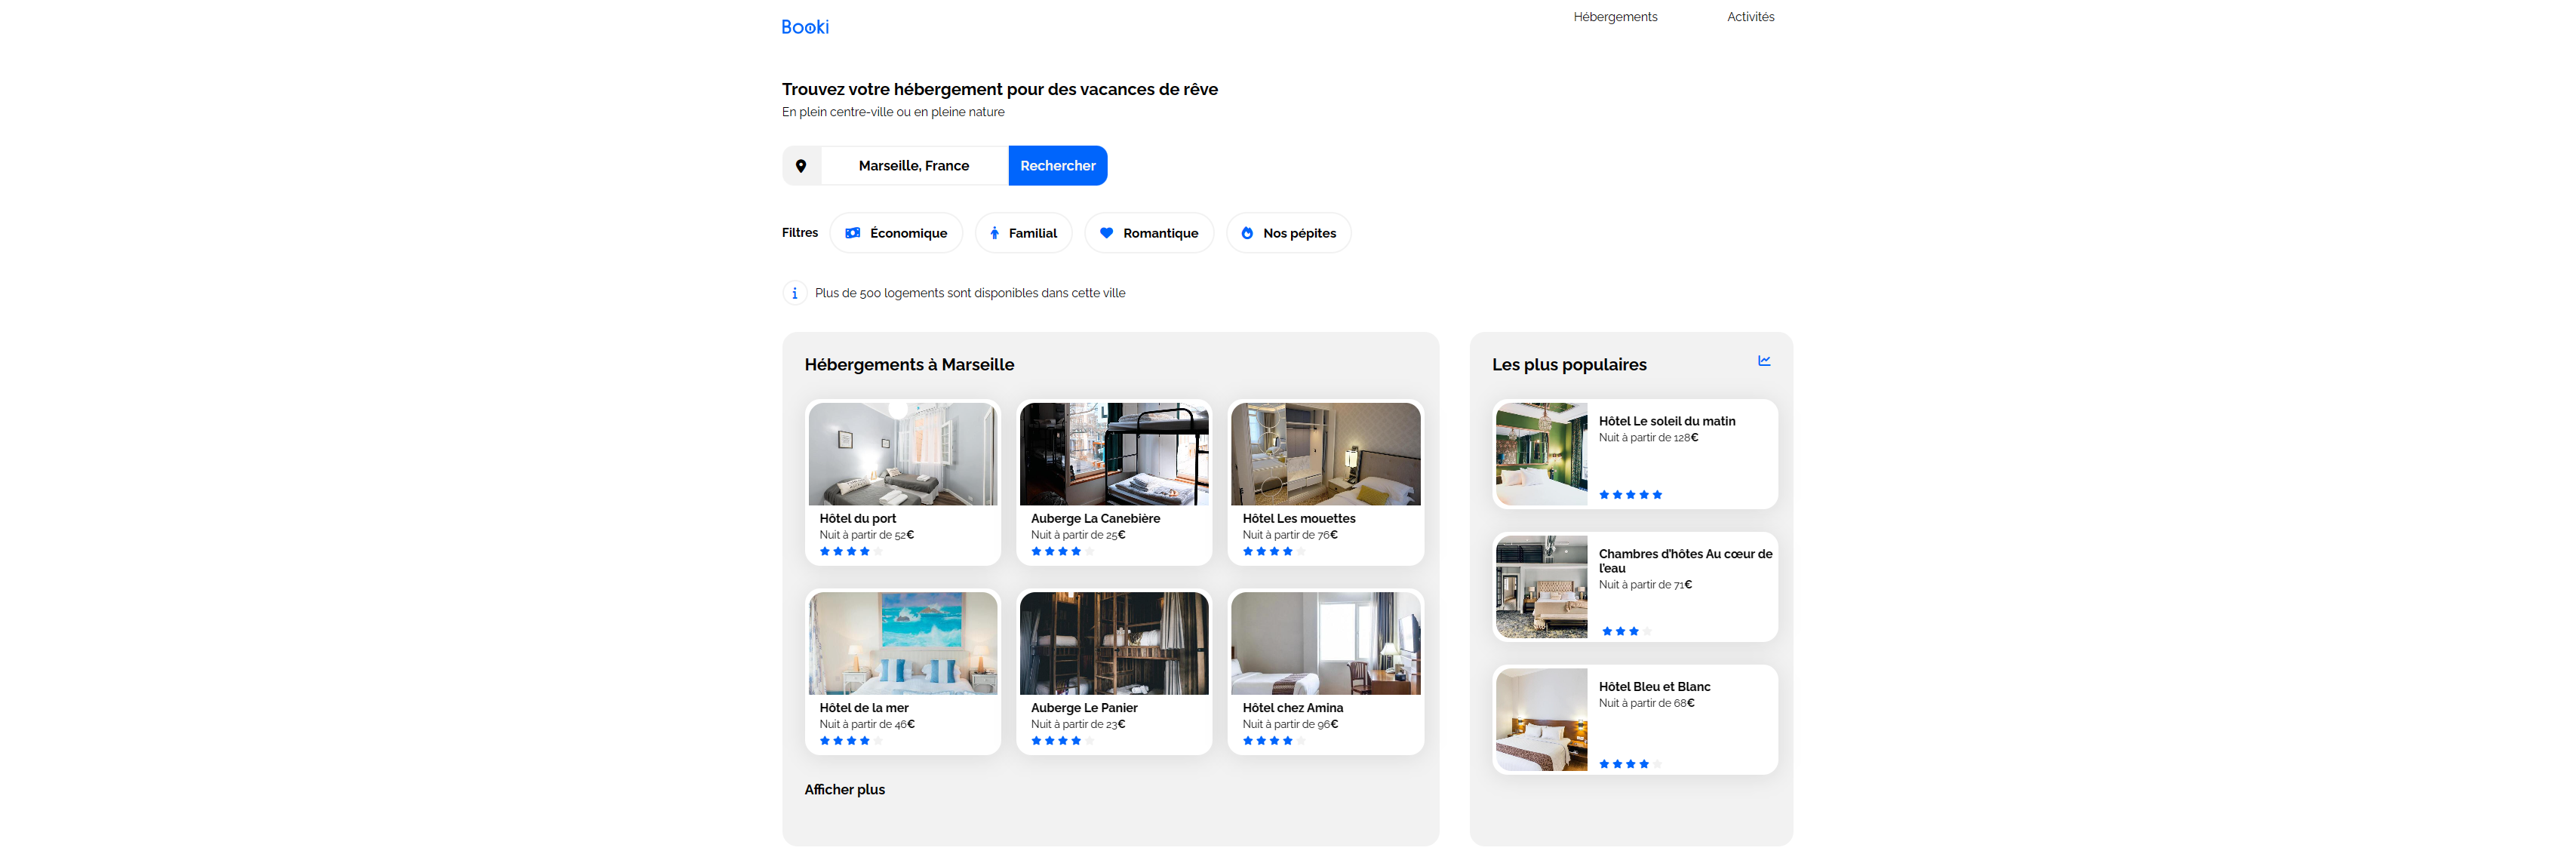 Booki
Hébergements
Activités
Trouvez votre hébergement pour des vacances de rêve
En plein centre-ville ou en pleine nature
Marseille, France
Rechercher
Filtres
Économique
Familial
Romantique
Nos pépites
Plus de 500 logements sont disponibles dans cette ville
Hébergements à Marseille
Hôtel du port
Nuit à partir de 52€
Auberge La Canebière
Nuit à partir de 25€
Hôtel Les mouettes
Nuit à partir de 76€
Hôtel de la mer
Nuit à partir de 46€
Auberge Le Panier
Nuit à partir de 23€
Hôtel chez Amina
Nuit à partir de 96€
Afficher plus
Les plus populaires
Hôtel Le soleil du matin
Nuit à partir de 128€
Chambres d'hôtes Au cœur de
l'eau
Nuit à partir de 71€
Hôtel Bleu et Blanc
Nuit à partir de 68€